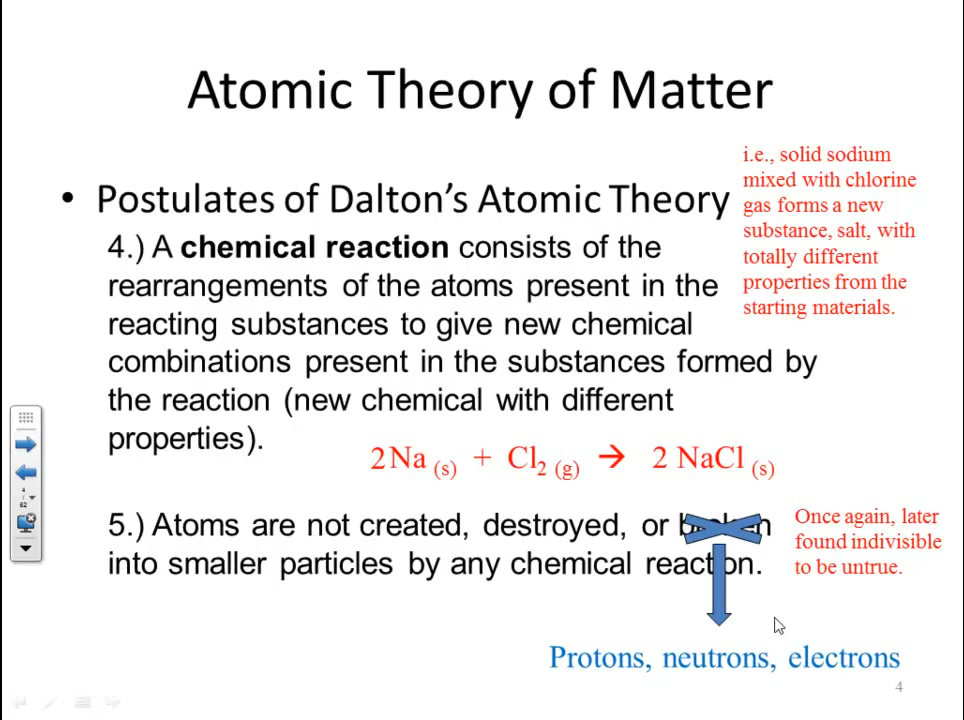 Atomic Theory of Matter
• Postulates of Dalton's Atomic Theory
i.e., solid sodium
mixed with chlorine
gas forms a new
substance, salt, with
totally different
properties from the
starting materials.
4.) A chemical reaction consists of the
rearrangements of the atoms present in the
reacting substances to give new chemical
combinations present in the substances formed by
the reaction (new chemical with different
properties).
2Na (s) + Cl2 (g) → 2 NaCl (s)
5.) Atoms are not created, destroyed, or broken
into smaller particles by any chemical reaction.
Once again, later
found indivisible
to be untrue.
Protons, neutrons, electrons
4
4
/
62